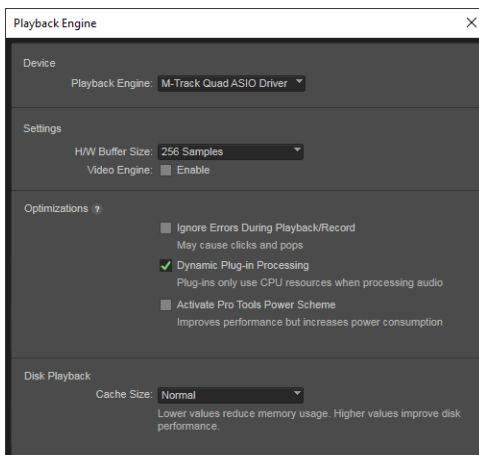 Playback Engine
Device
Playback Engine: M-Track Quad ASIO Driver
Settings
H/W Buffer Size: 256 Samples
Video Engine: Enable
Optimizations ?
Ignore Errors During Playback/Record
May cause clicks and pops
Dynamic Plug-in Processing
Plug-ins only use CPU resources when processing audio
Activate Pro Tools Power Scheme
Improves performance but increases power consumption
Disk Playback
Cache Size: Normal
Lower values reduce memory usage. Higher values improve disk
performance.